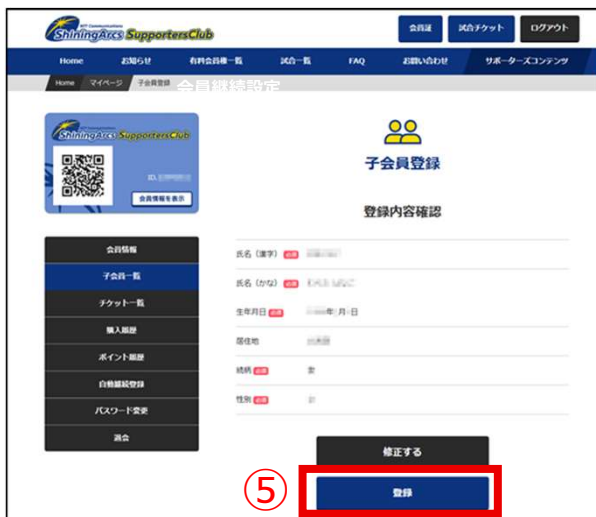 NTT Communications
ShiningArcs SupportersClub
会員証
試合チケット
ログアウト
Home
お知らせ
有料会員権一覧
試合一覧
FAQ
お問い合わせ
サポーターズコンテンツ
Home
マイページ
子会員登録
会員継続設定
ShiningArcs SupportersClub
ID.
会員情報を表示
子会員登録
登録内容確認
会員情報
子会員一覧
チケット一覧
購入履歴
ポイント履歴
自動継続登録
パスワード変更
退会
氏名（漢字） 必須
氏名（かな） 必須
生年月日 必須 年 月 日
居住地
続柄 必須 妻
性別 必須
修正する
⑤
登録